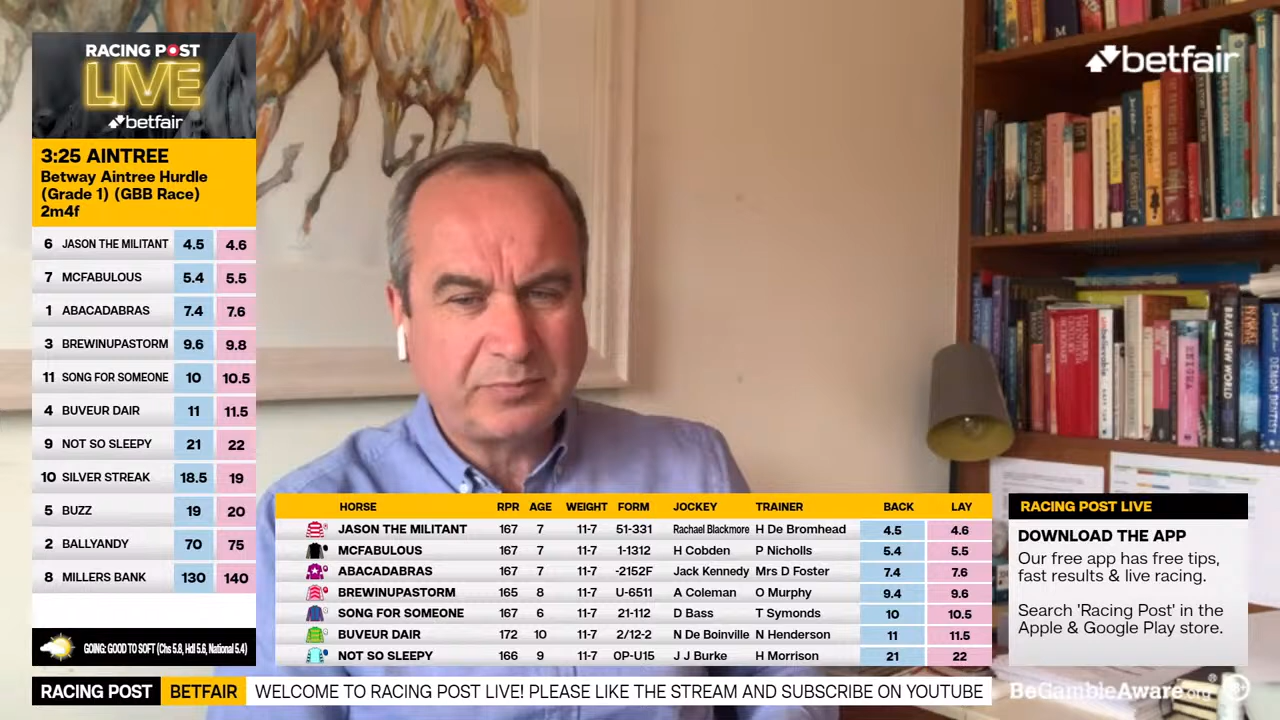 RACING POST
LIVE
betfair
3:25 AINTREE
Betway Aintree Hurdle
(Grade 1) (GBB Race)
2m4f
6 JASON THE MILITANT 4.5 4.6
7 MCFABULOUS 5.4 5.5
1 ABACADABRAS 7.4 7.6
3 BREWINUPASTORM 9.6 9.8
11 SONG FOR SOMEONE 10 10.5
4 BUVEUR DAIR 11 11.5
9 NOT SO SLEEPY 21 22
10 SILVER STREAK 18.5 19
5 BUZZ 19 20
2 BALLYANDY 70 75
8 MILLERS BANK 130 140
GOING: GOOD TO SOFT (Chs 5.8, Hdl 5.6, National 5.4)
betfair
BRAVE NEW WORLD
DEMON DENTIST
HORSE RPR AGE WEIGHT FORM JOCKEY TRAINER BACK LAY
JASON THE MILITANT 167 7 11-7 51-331 Rachael Blackmore H De Bromhead 4.5 4.6
MCFABULOUS 167 7 11-7 1-1312 H Cobden P Nicholls 5.4 5.5
ABACADABRAS 167 7 11-7 -2152F Jack Kennedy Mrs D Foster 7.4 7.6
BREWINUPASTORM 165 8 11-7 U-6511 A Coleman O Murphy 9.4 9.6
SONG FOR SOMEONE 167 6 11-7 21-112 D Bass T Symonds 10 10.5
BUVEUR DAIR 172 10 11-7 2/12-2 N De Boinville N Henderson 11 11.5
NOT SO SLEEPY 166 9 11-7 0P-U15 J J Burke H Morrison 21 22
RACING POST LIVE
DOWNLOAD THE APP
Our free app has free tips,
fast results & live racing.
Search 'Racing Post' in the
Apple & Google Play store.
RACING POST BETFAIR WELCOME TO RACING POST LIVE! PLEASE LIKE THE STREAM AND SUBSCRIBE ON YOUTUBE
BeGambleAware.org® 18+